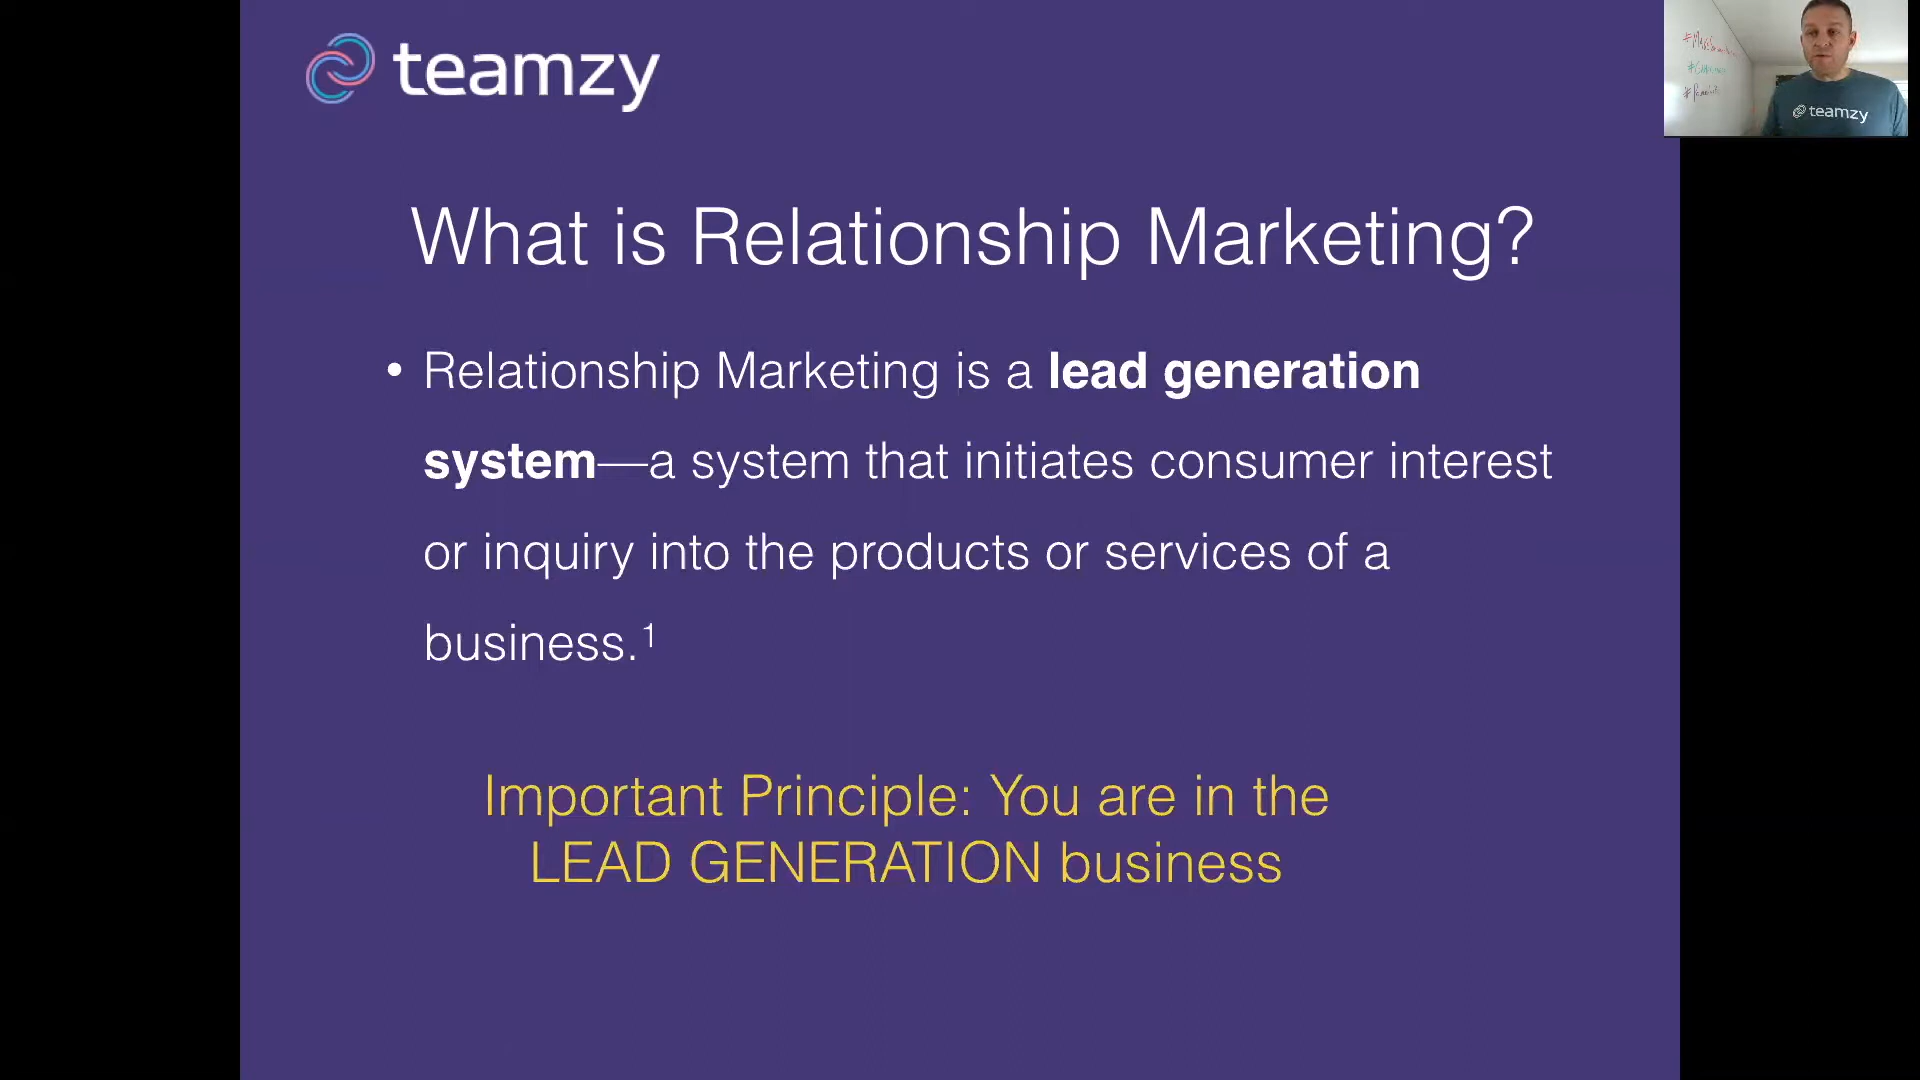 teamzy
What is Relationship Marketing?
• Relationship Marketing is a lead generation
system—a system that initiates consumer interest
or inquiry into the products or services of a
business.¹
Important Principle: You are in the
LEAD GENERATION business
teamzy